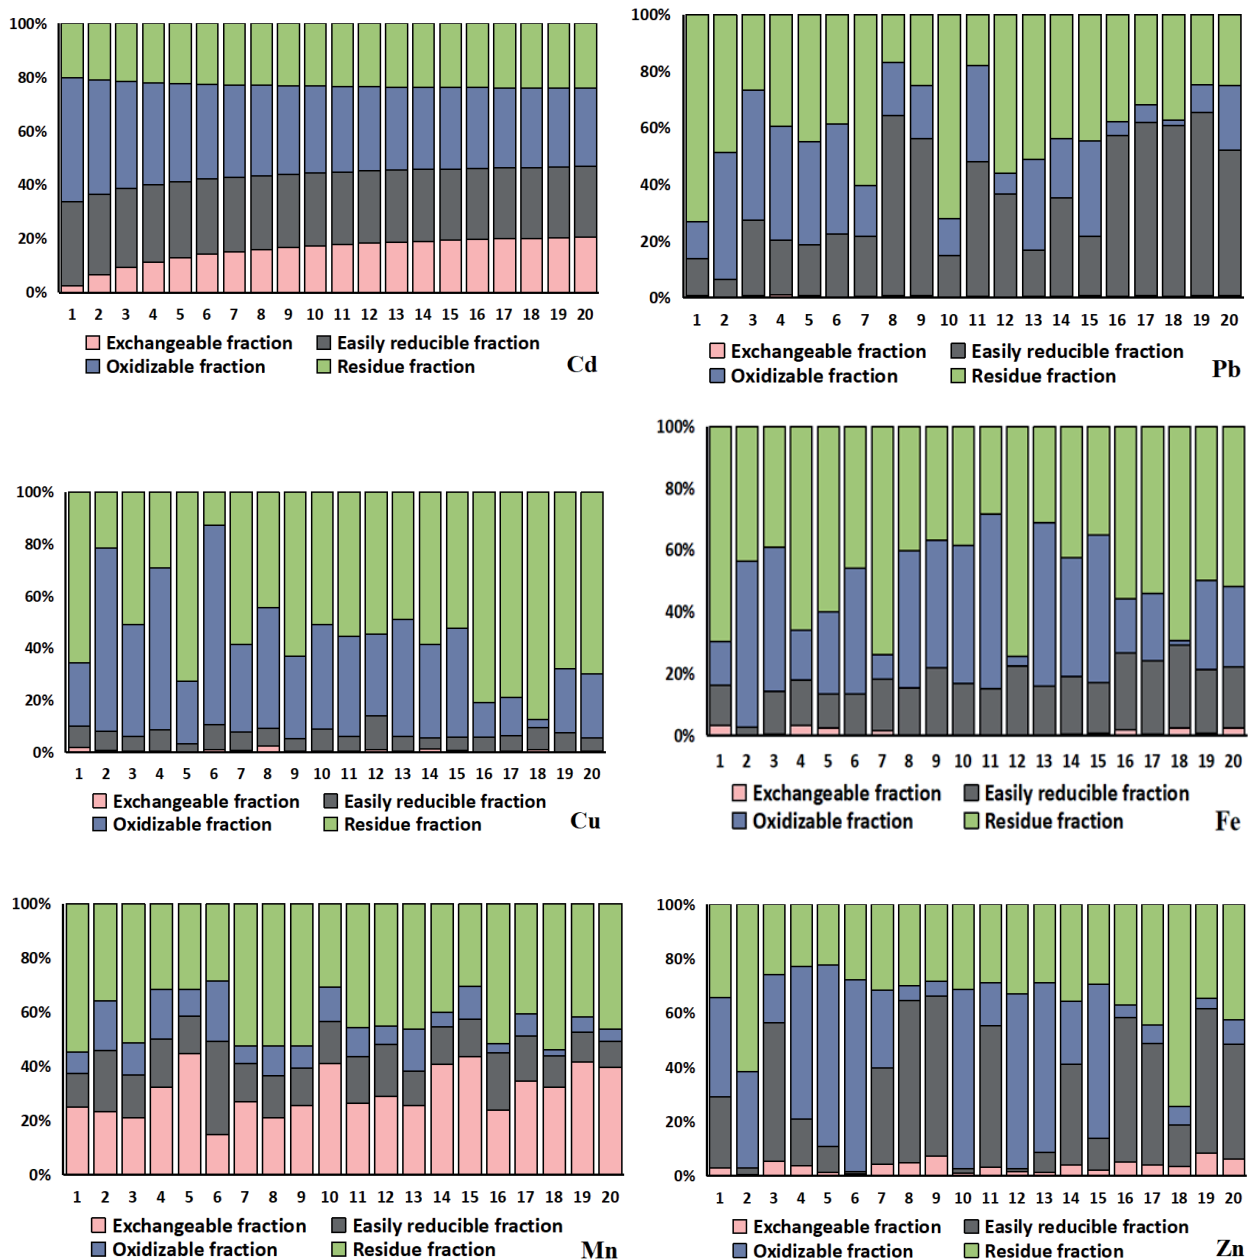 100%
80%
60%
40%
20%
0%
1 2 3 4 5 6 7 8 9 10 11 12 13 14 15 16 17 18 19 20
Exchangeable fraction Easily reducible fraction
Oxidizable fraction Residue fraction
Cd
100%
80%
60%
40%
20%
0%
1 2 3 4 5 6 7 8 9 10 11 12 13 14 15 16 17 18 19 20
Exchangeable fraction Easily reducible fraction
Oxidizable fraction Residue fraction
Pb
100%
80%
60%
40%
20%
0%
1 2 3 4 5 6 7 8 9 10 11 12 13 14 15 16 17 18 19 20
Exchangeable fraction Easily reducible fraction
Oxidizable fraction Residue fraction
Cu
100%
80%
60%
40%
20%
0%
1 2 3 4 5 6 7 8 9 10 11 12 13 14 15 16 17 18 19 20
Exchangeable fraction Easily reducible fraction
Oxidizable fraction Residue fraction
Fe
100%
80%
60%
40%
20%
0%
1 2 3 4 5 6 7 8 9 10 11 12 13 14 15 16 17 18 19 20
Exchangeable fraction Easily reducible fraction
Oxidizable fraction Residue fraction
Mn
100%
80%
60%
40%
20%
0%
1 2 3 4 5 6 7 8 9 10 11 12 13 14 15 16 17 18 19 20
Exchangeable fraction Easily reducible fraction
Oxidizable fraction Residue fraction
Zn